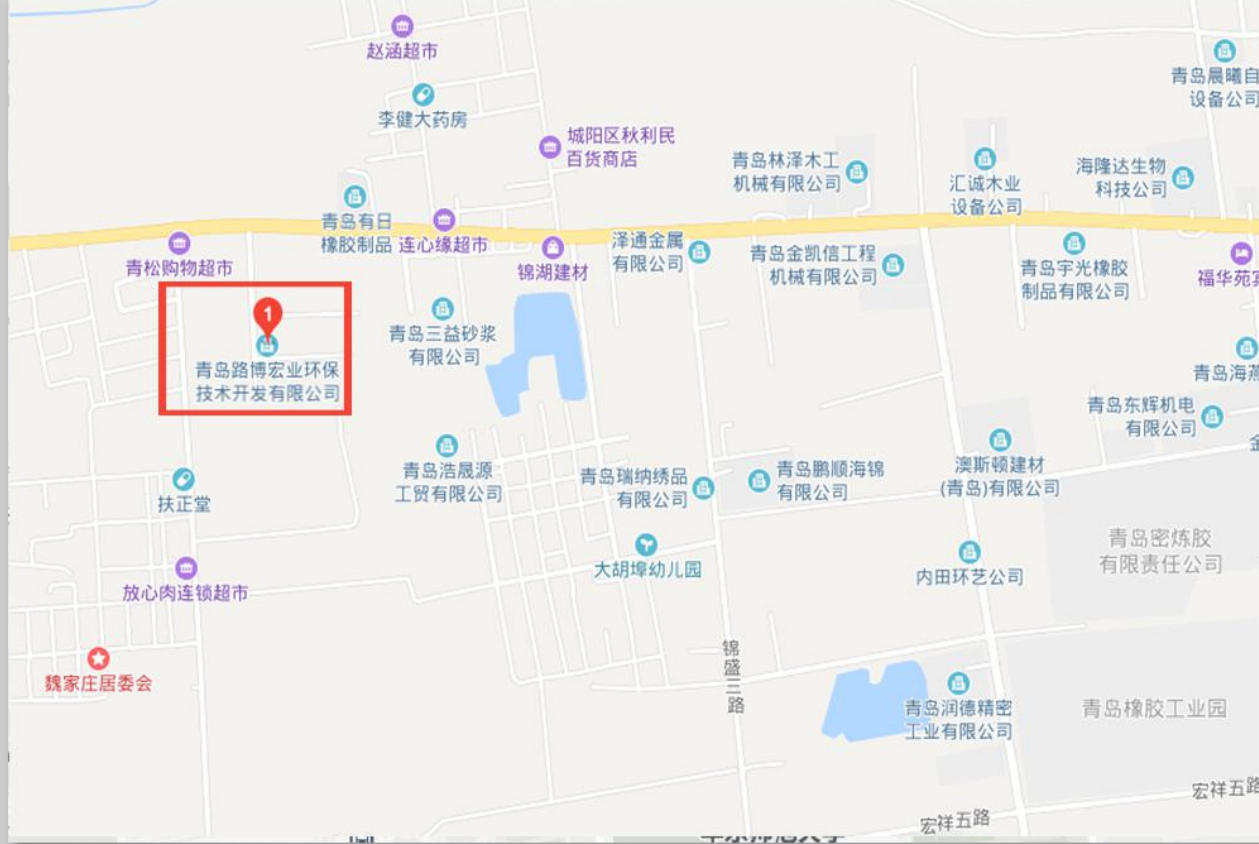 赵涵超市
青岛晨曦自
设备公司
李健大药房
城阳区秋利民
百货商店
青岛林泽木工
机械有限公司
汇诚木业
设备公司
海隆达生物
科技公司
青岛有日
橡胶制品
连心缘超市
青松购物超市
锦湖建材
泽通金属
有限公司
青岛金凯信工程
机械有限公司
青岛宇光橡胶
制品有限公司
福华苑宾
1
青岛路博宏业环保
技术开发有限公司
青岛三益砂浆
有限公司
青岛海燕
青岛东辉机电
有限公司
青岛浩晟源
工贸有限公司
青岛瑞纳绣品
有限公司
青岛鹏顺海锦
有限公司
澳斯顿建材
(青岛)有限公司
扶正堂
大胡埠幼儿园
内田环艺公司
青岛密炼胶
有限责任公司
放心肉连锁超市
魏家庄居委会
锦盛三路
青岛润德精密
工业有限公司
青岛橡胶工业园
宏祥五路
宏祥五路